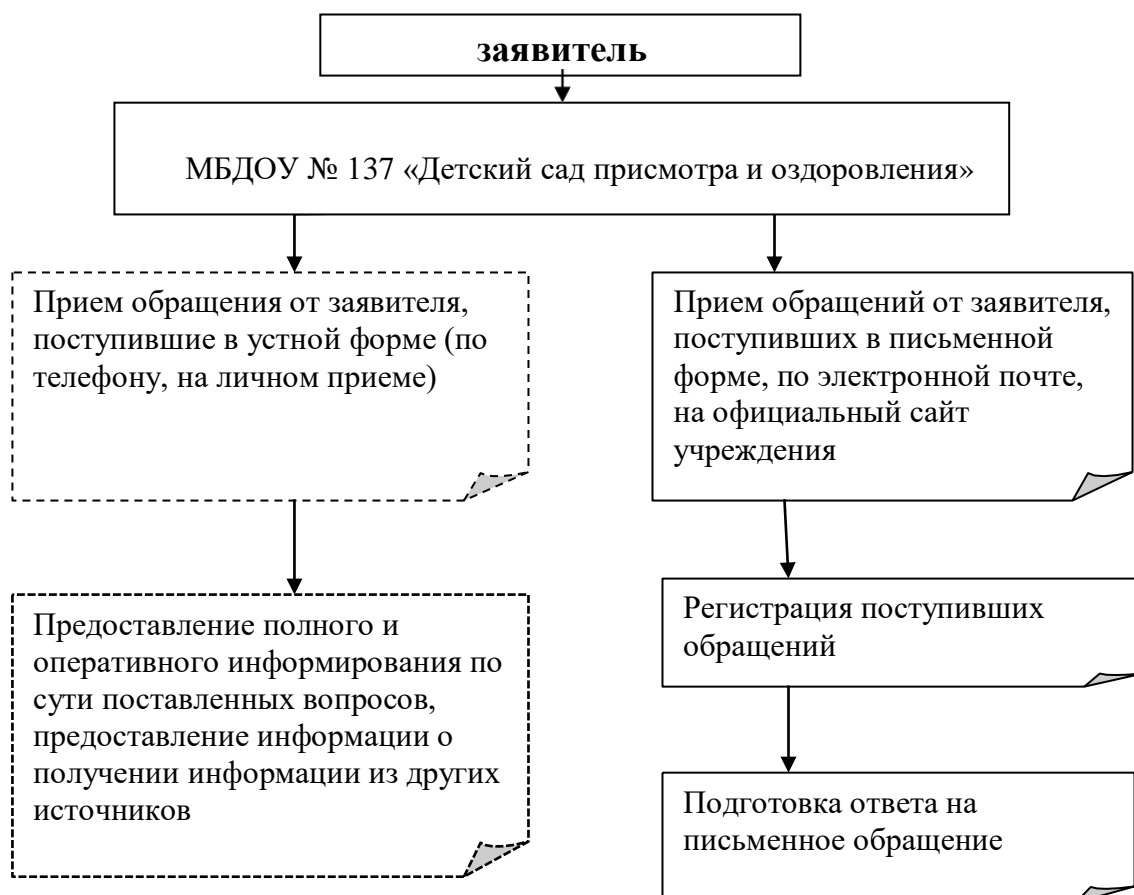 заявитель
МБДОУ № 137 «Детский сад присмотра и оздоровления»
Прием обращения от заявителя,
поступившие в устной форме (по
телефону, на личном приеме)
Прием обращений от заявителя,
поступивших в письменной
форме, по электронной почте,
на официальный сайт
учреждения
Предоставление полного и
оперативного информирования по
сути поставленных вопросов,
предоставление информации о
получении информации из других
источников
Регистрация поступивших
обращений
Подготовка ответа на
письменное обращение